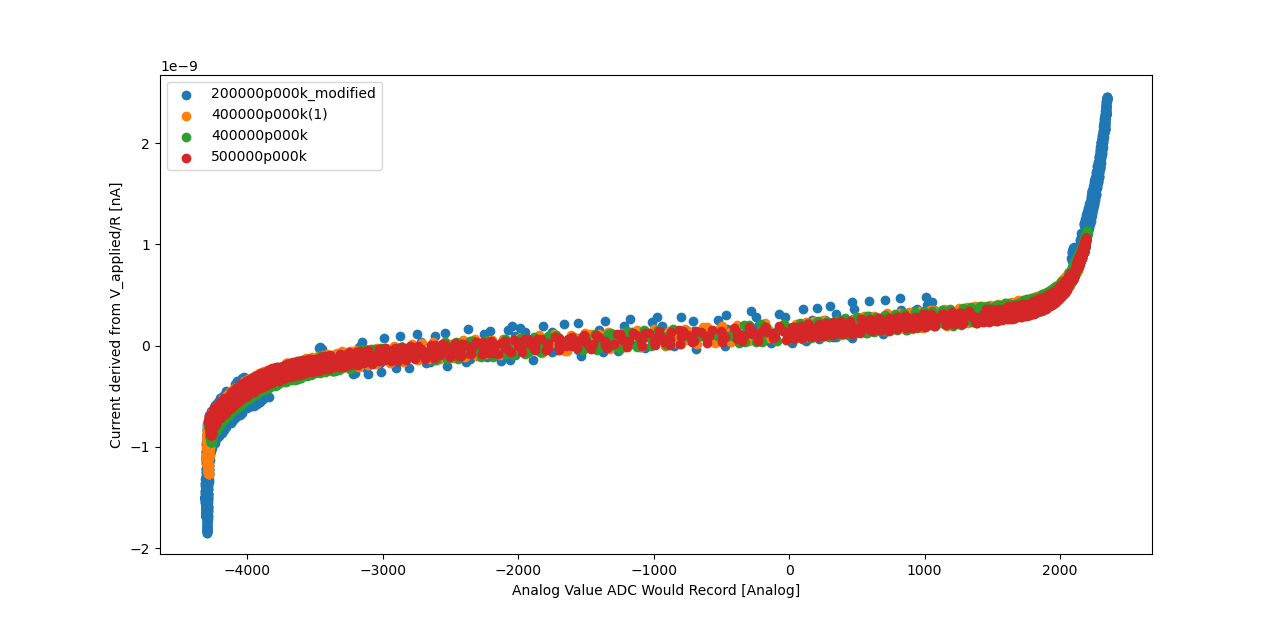 1e−9
200000p000k_modified
400000p000k(1)
400000p000k
500000p000k
Current derived from V_applied/R [nA]
2
1
0
−1
−2
−4000 −3000 −2000 −1000 0 1000 2000
Analog Value ADC Would Record [Analog]